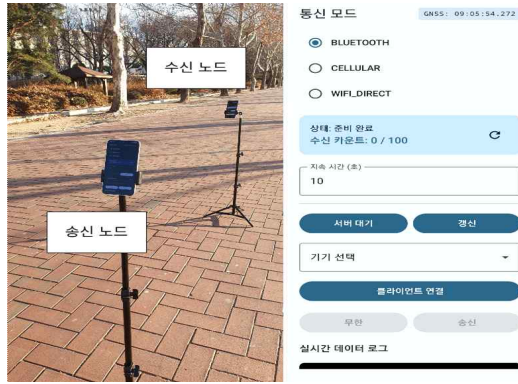 수신 노드
송신 노드
통신 모드
GNSS: 09:05:54.272
BLUETOOTH
CELLULAR
WIFI_DIRECT
상태: 준비 완료
수신 카운트: 0 / 100
지속 시간 (초)
10
서버 대기
갱신
기기 선택
클라이언트 연결
무한
송신
실시간 데이터 로그